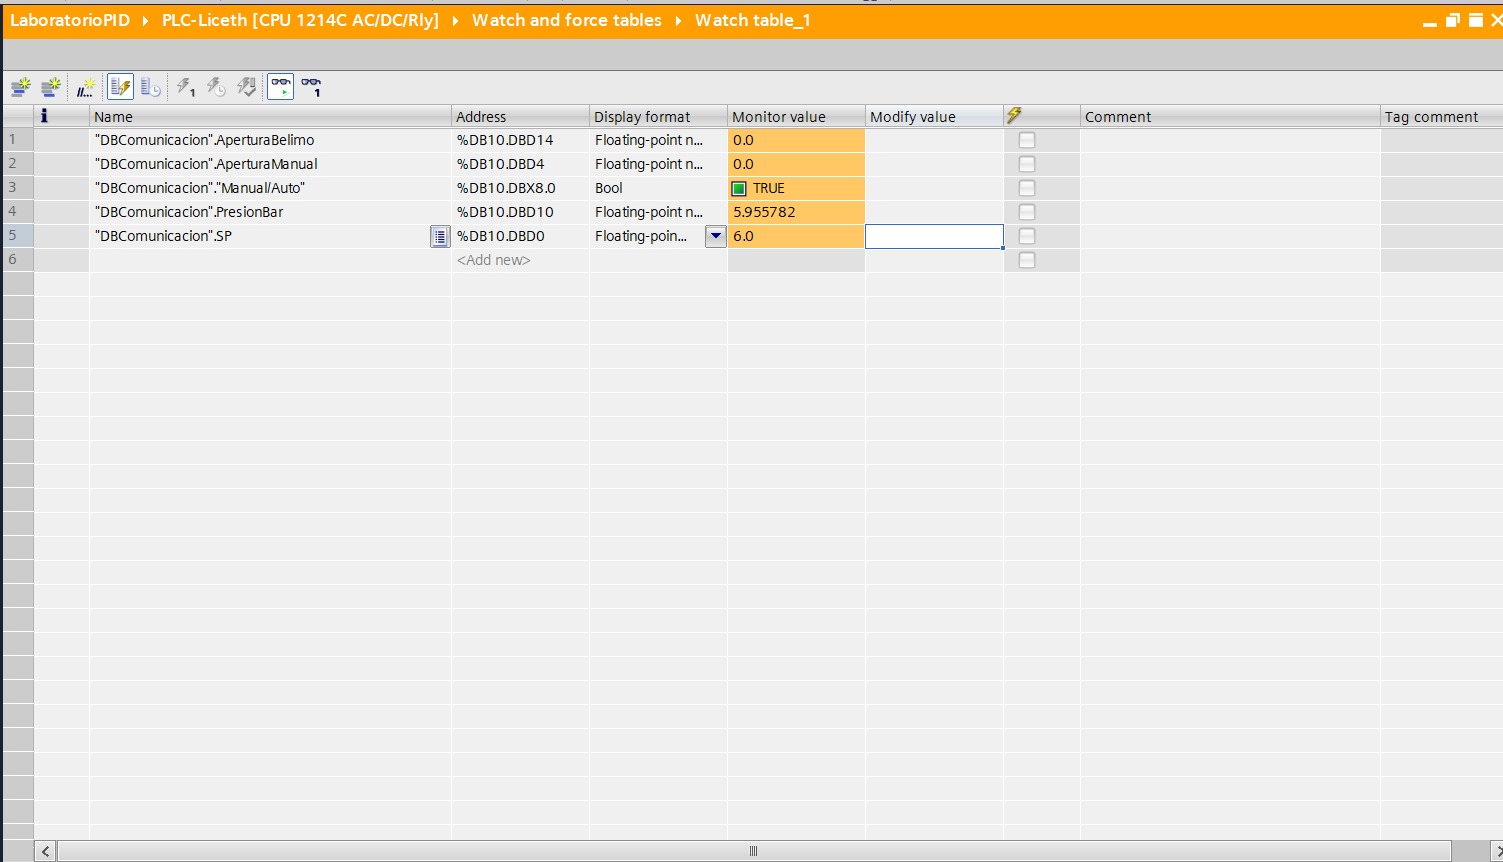 LaboratorioPID ▸ PLC-Liceth [CPU 1214C AC/DC/Rly] ▸ Watch and force tables ▸ Watch table_1
i Name Address Display format Monitor value Modify value Comment Tag comment
1 "DBComunicacion".AperturaBelimo %DB10.DBD14 Floating-point n... 0.0
2 "DBComunicacion".AperturaManual %DB10.DBD4 Floating-point n... 0.0
3 "DBComunicacion"."Manual/Auto" %DB10.DBX8.0 Bool TRUE
4 "DBComunicacion".PresionBar %DB10.DBD10 Floating-point n... 5.955782
5 "DBComunicacion".SP %DB10.DBD0 Floating-poin... 6.0
6 <Add new>